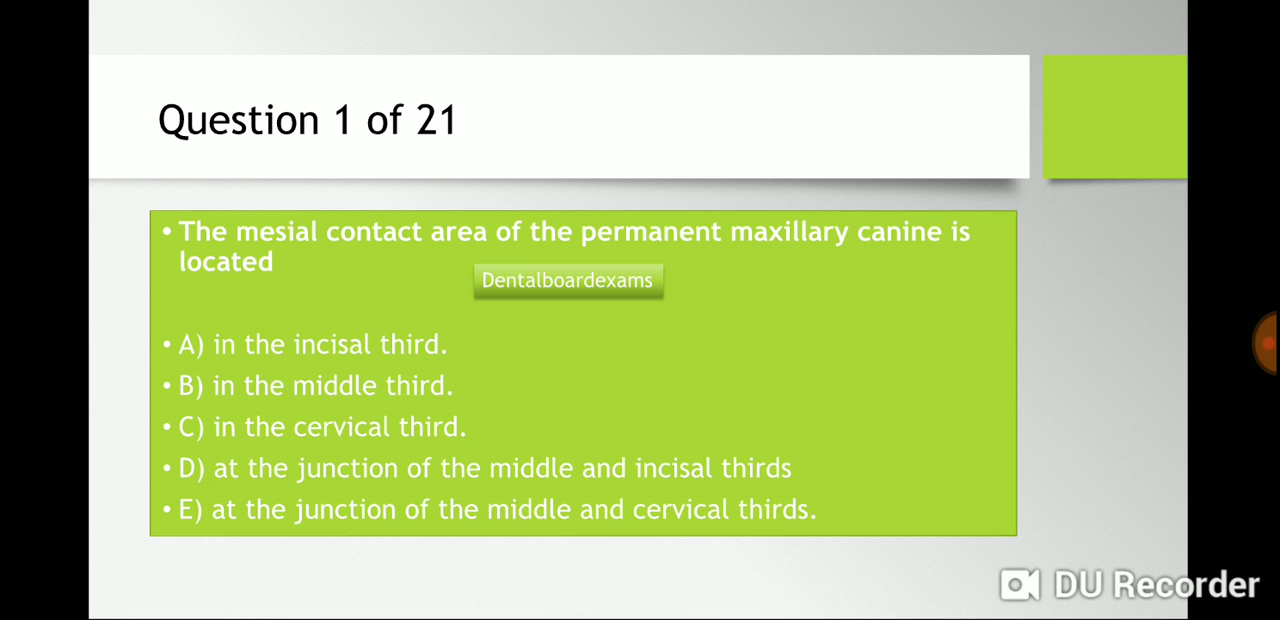 Question 1 of 21
• The mesial contact area of the permanent maxillary canine is
located
Dentalboardexams
• A) in the incisal third.
• B) in the middle third.
• C) in the cervical third.
• D) at the junction of the middle and incisal thirds
• E) at the junction of the middle and cervical thirds.
DU Recorder